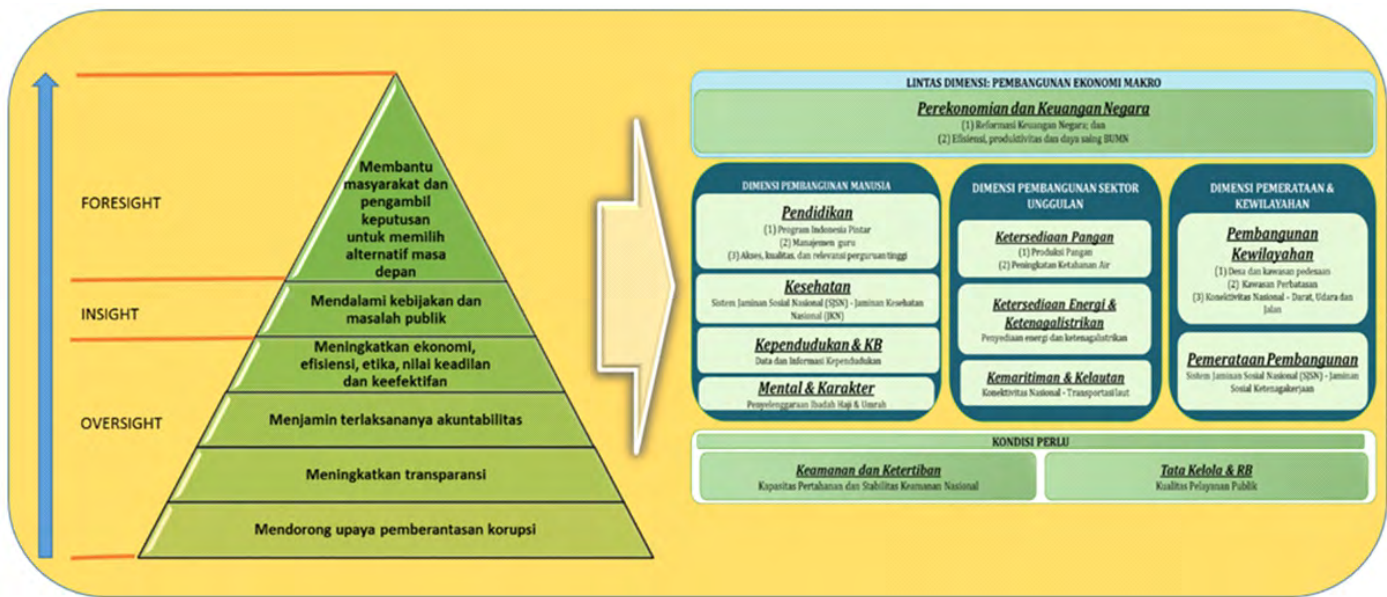 FORESIGHT
INSIGHT
OVERSIGHT
Membantu
masyarakat dan
pengambil
keputusan
untuk memilih
alternatif masa
depan
Mendalami kebijakan dan
masalah publik
Meningkatkan ekonomi,
efisiensi, etika, nilai keadilan
dan keefektifan
Menjamin terlaksananya akuntabilitas
Meningkatkan transparansi
Mendorong upaya pemberantasan korupsi
LINTAS DIMENSI: PEMBANGUNAN EKONOMI MAKRO
Perekonomian dan Keuangan Negara
(1) Reformasi Keuangan Negara; dan
(2) Efisiensi, produktivitas dan daya saing BUMN
DIMENSI PEMBANGUNAN MANUSIA
Pendidikan
(1) Program Indonesia Pintar
(2) Manajemen guru
(3) Akses, kualitas, dan relevansi perguruan tinggi
Kesehatan
Sistem Jaminan Sosial Nasional (SJSN) - Jaminan Kesehatan
Nasional (JKN)
Kependudukan & KB
Data dan Informasi Kependudukan
Mental & Karakter
Penyelenggaraan Ibadah Haji & Umrah
DIMENSI PEMBANGUNAN SEKTOR
UNGGULAN
Ketersediaan Pangan
(1) Produksi Pangan
(2) Peningkatan Ketahanan Air
Ketersediaan Energi &
Ketenagalistrikan
Penyediaan energi dan ketenagalistrikan
Kemaritiman & Kelautan
Konektivitas Nasional - Transportasi laut
DIMENSI PEMERATAAN &
KEWILAYAHAN
Pembangunan
Kewilayahan
(1) Desa dan kawasan pedesaan
(2) Kawasan Perbatasan
(3) Konektivitas Nasional – Darat, Udara dan
Jalan
Pemerataan Pembangunan
Sistem Jaminan Sosial Nasional (SJSN) - Jaminan
Sosial Ketenagakerjaan
KONDISI PERLU
Keamanan dan Ketertiban
Kapasitas Pertahanan dan Stabilitas Keamanan Nasional
Tata Kelola & RB
Kualitas Pelayanan Publik